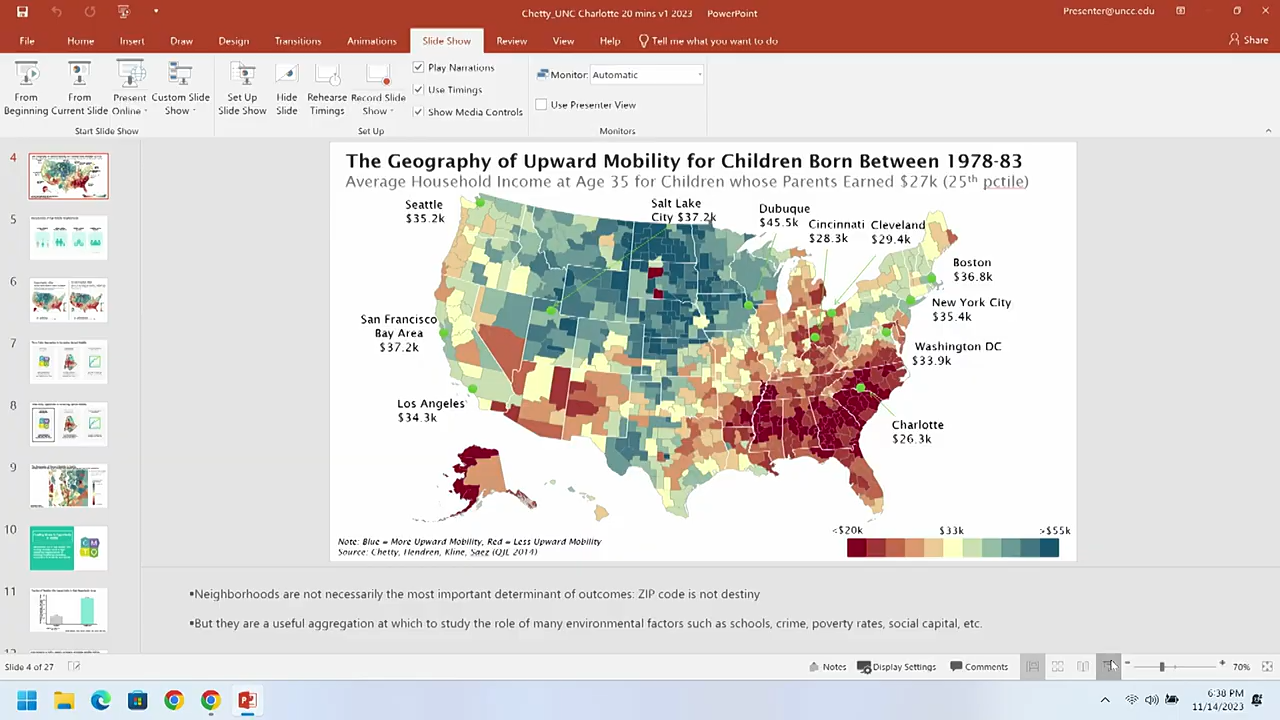 Chetty_UNC Charlotte 20 mins v1 2023 - PowerPoint
Presenter@uncc.edu
File Home Insert Draw Design Transitions Animations Slide Show Review View Help Tell me what you want to do
Share
From Beginning
From Current Slide
Present Online
Custom Slide Show
Set Up Slide Show
Hide Slide
Rehearse Timings
Record Slide Show
Play Narrations
Use Timings
Show Media Controls
Monitor: Automatic
Use Presenter View
Start Slide Show
Set Up
Monitors
4
5
6
7
8
9
10
11
The Geography of Upward Mobility for Children Born Between 1978-83
Average Household Income at Age 35 for Children whose Parents Earned $27k (25th pctile)
Seattle
$35.2k
Salt Lake
City $37.2k
Dubuque
$45.5k
Cincinnati
$28.3k
Cleveland
$29.4k
Boston
$36.8k
New York City
$35.4k
San Francisco
Bay Area
$37.2k
Washington DC
$33.9k
Los Angeles
$34.3k
Charlotte
$26.3k
<$20k $33k >$55k
Note: Blue = More Upward Mobility, Red = Less Upward Mobility
Source: Chetty, Hendren, Kline, Saez (QJE 2014)
▪Neighborhoods are not necessarily the most important determinant of outcomes: ZIP code is not destiny
▪But they are a useful aggregation at which to study the role of many environmental factors such as schools, crime, poverty rates, social capital, etc.
Slide 4 of 27
Notes
Display Settings
Comments
70%
6:38 PM
11/14/2023